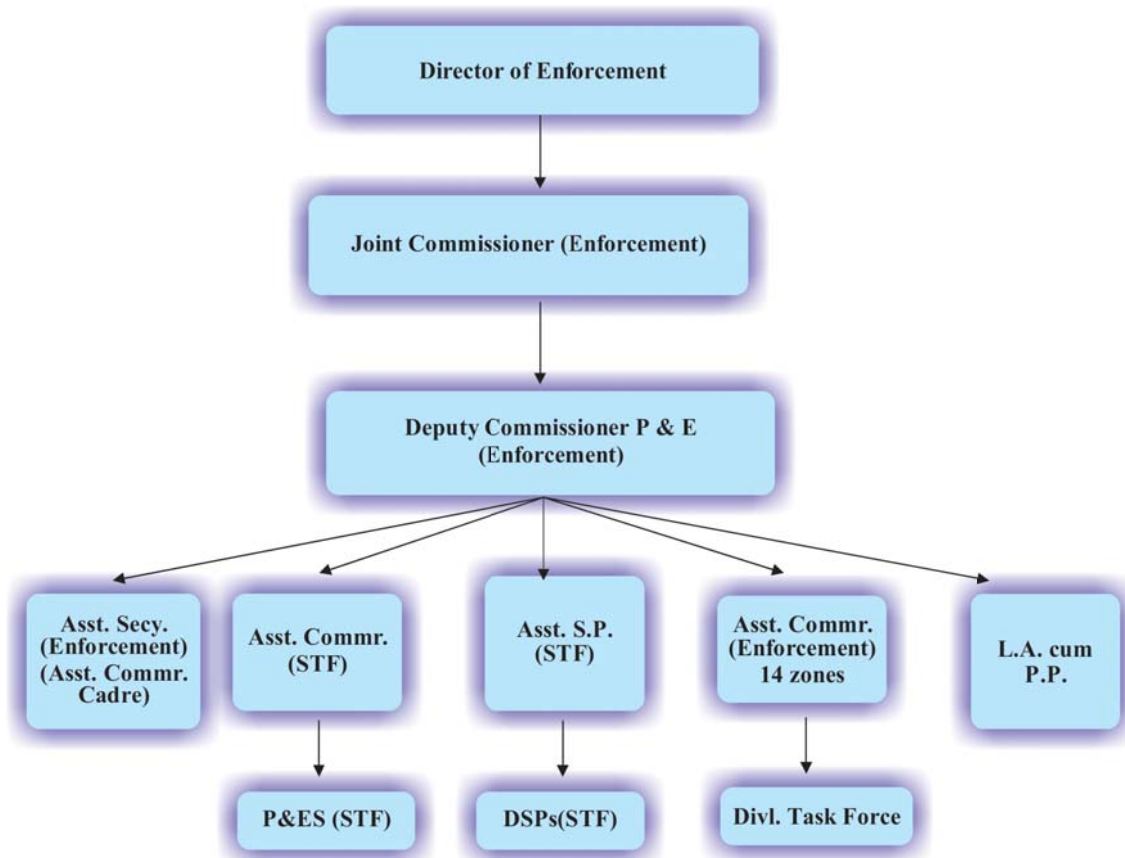 Director of Enforcement
Joint Commissioner (Enforcement)
Deputy Commissioner P & E
(Enforcement)
Asst. Secy.
(Enforcement)
(Asst. Commr.
Cadre)
Asst. Commr.
(STF)
Asst. S.P.
(STF)
Asst. Commr.
(Enforcement)
14 zones
L.A. cum
P.P.
P&ES (STF)
DSPs(STF)
Divl. Task Force